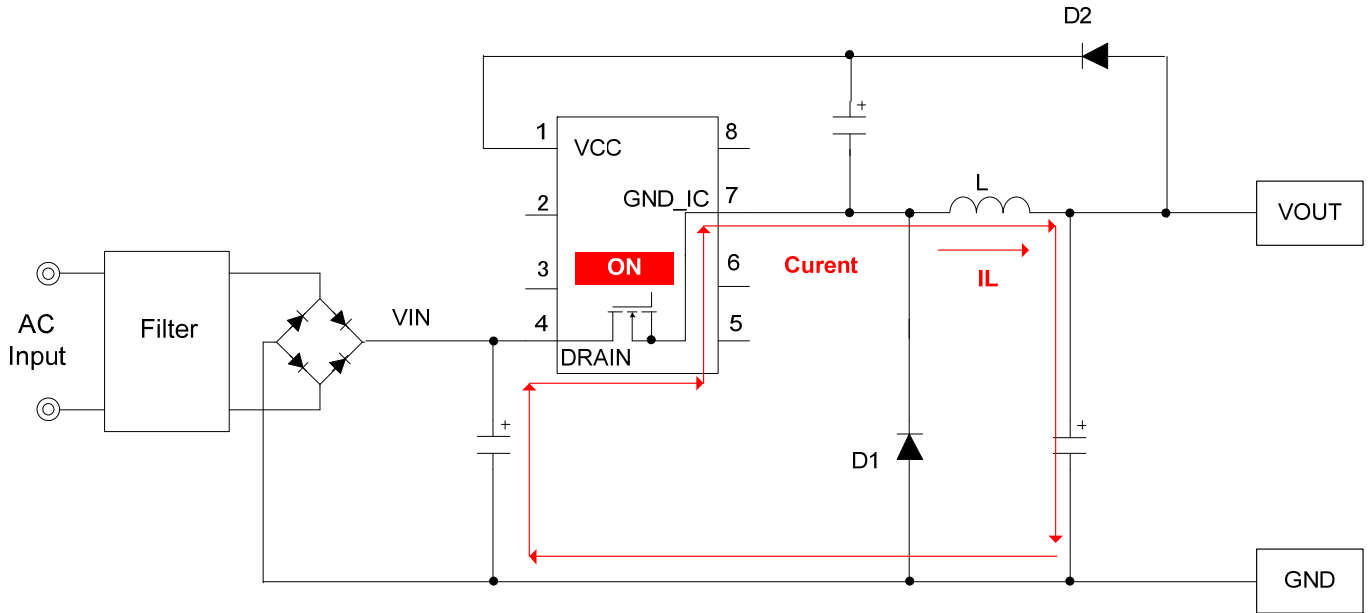 D2
1
VCC
8
2
GND_IC
7
L
VOUT
3
ON
6
Curent
IL
AC
Input
Filter
VIN
4
DRAIN
5
+
+
+
D1
GND